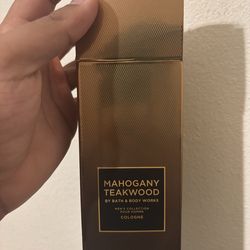 MAHOGANY
TEAKWOOD
BY BATH & BODY WORKS
MEN'S COLLECTION
POUR HOMME
COLOGNE